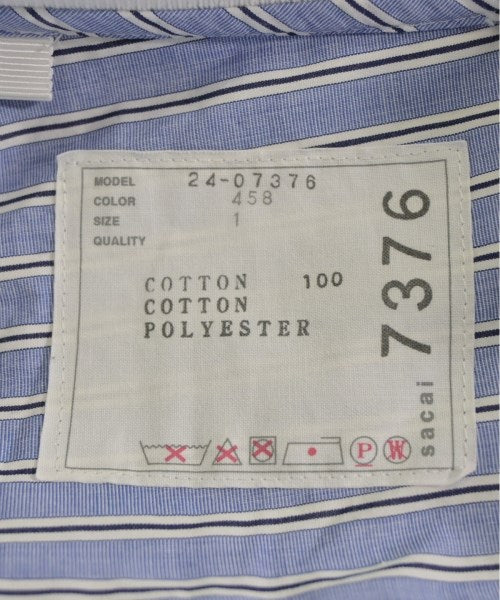 MODEL 24-07376
COLOR 458
SIZE 1
QUALITY
COTTON 100
COTTON
POLYESTER
P W
sacai 7376